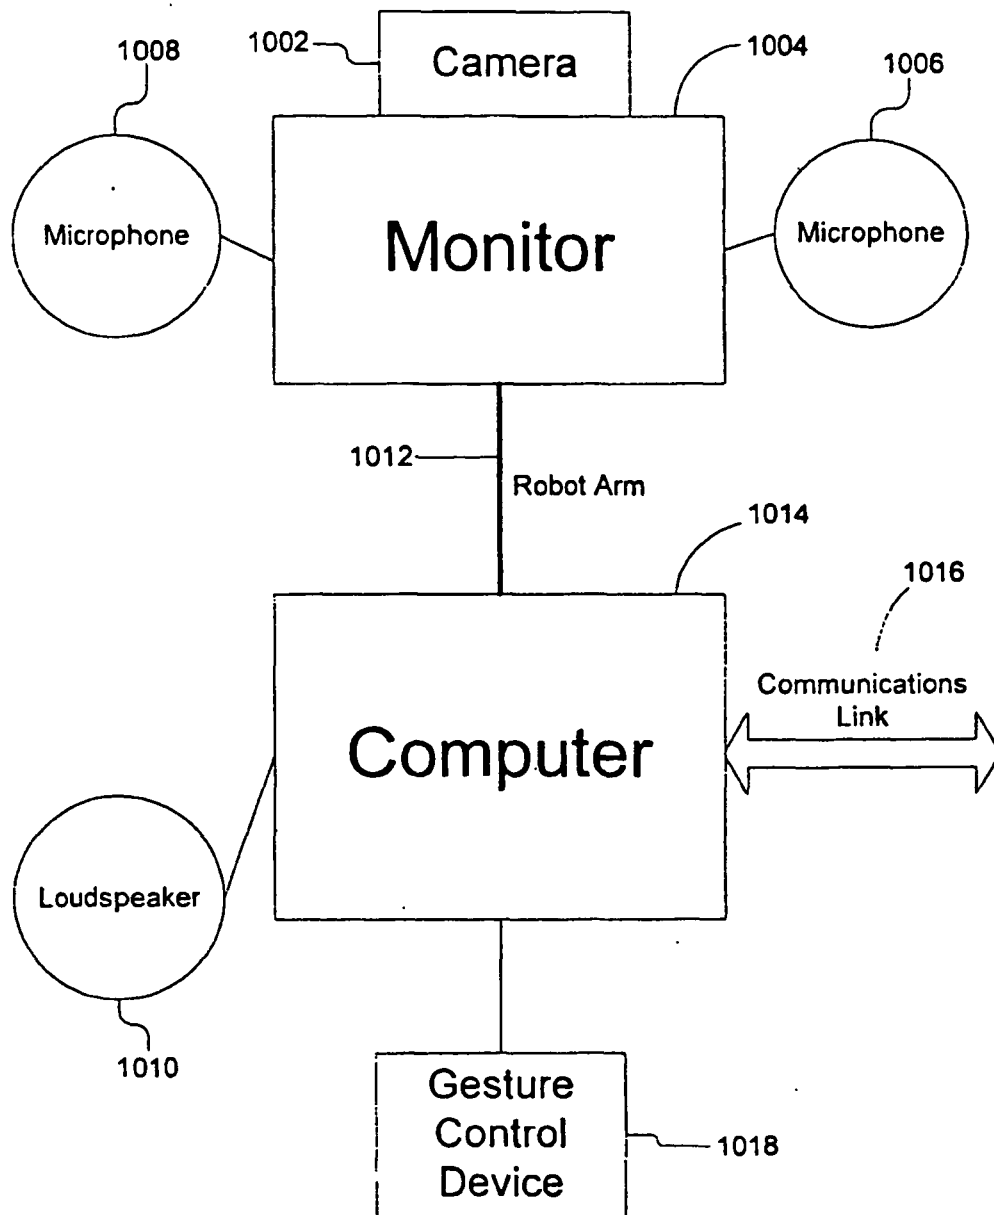 1008
1002
Camera
1004
1006
Microphone
Monitor
Microphone
1012
Robot Arm
1014
1016
Communications
Link
Computer
Loudspeaker
1010
Gesture
Control
Device
1018